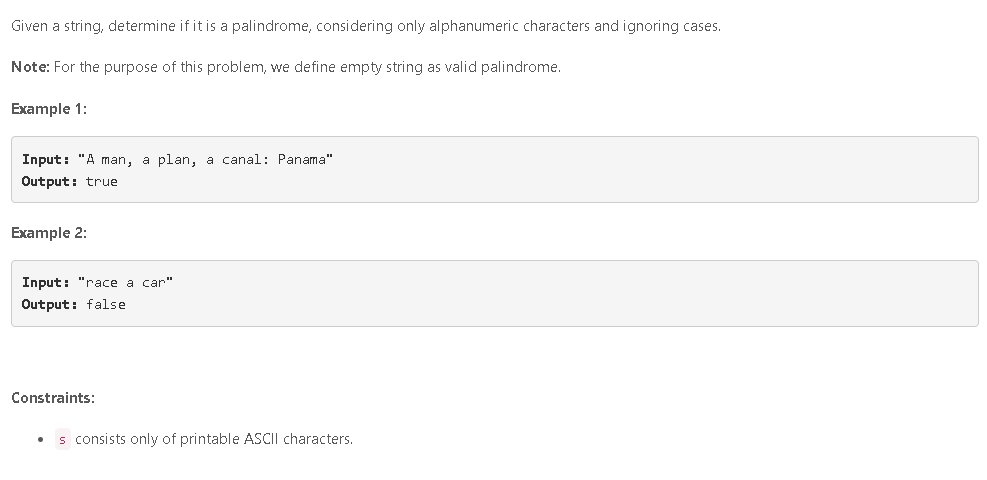 Given a string, determine if it is a palindrome, considering only alphanumeric characters and ignoring cases.
Note: For the purpose of this problem, we define empty string as valid palindrome.
Example 1:
Input: "A man, a plan, a canal: Panama"
Output: true
Example 2:
Input: "race a car"
Output: false
Constraints:
• s consists only of printable ASCII characters.